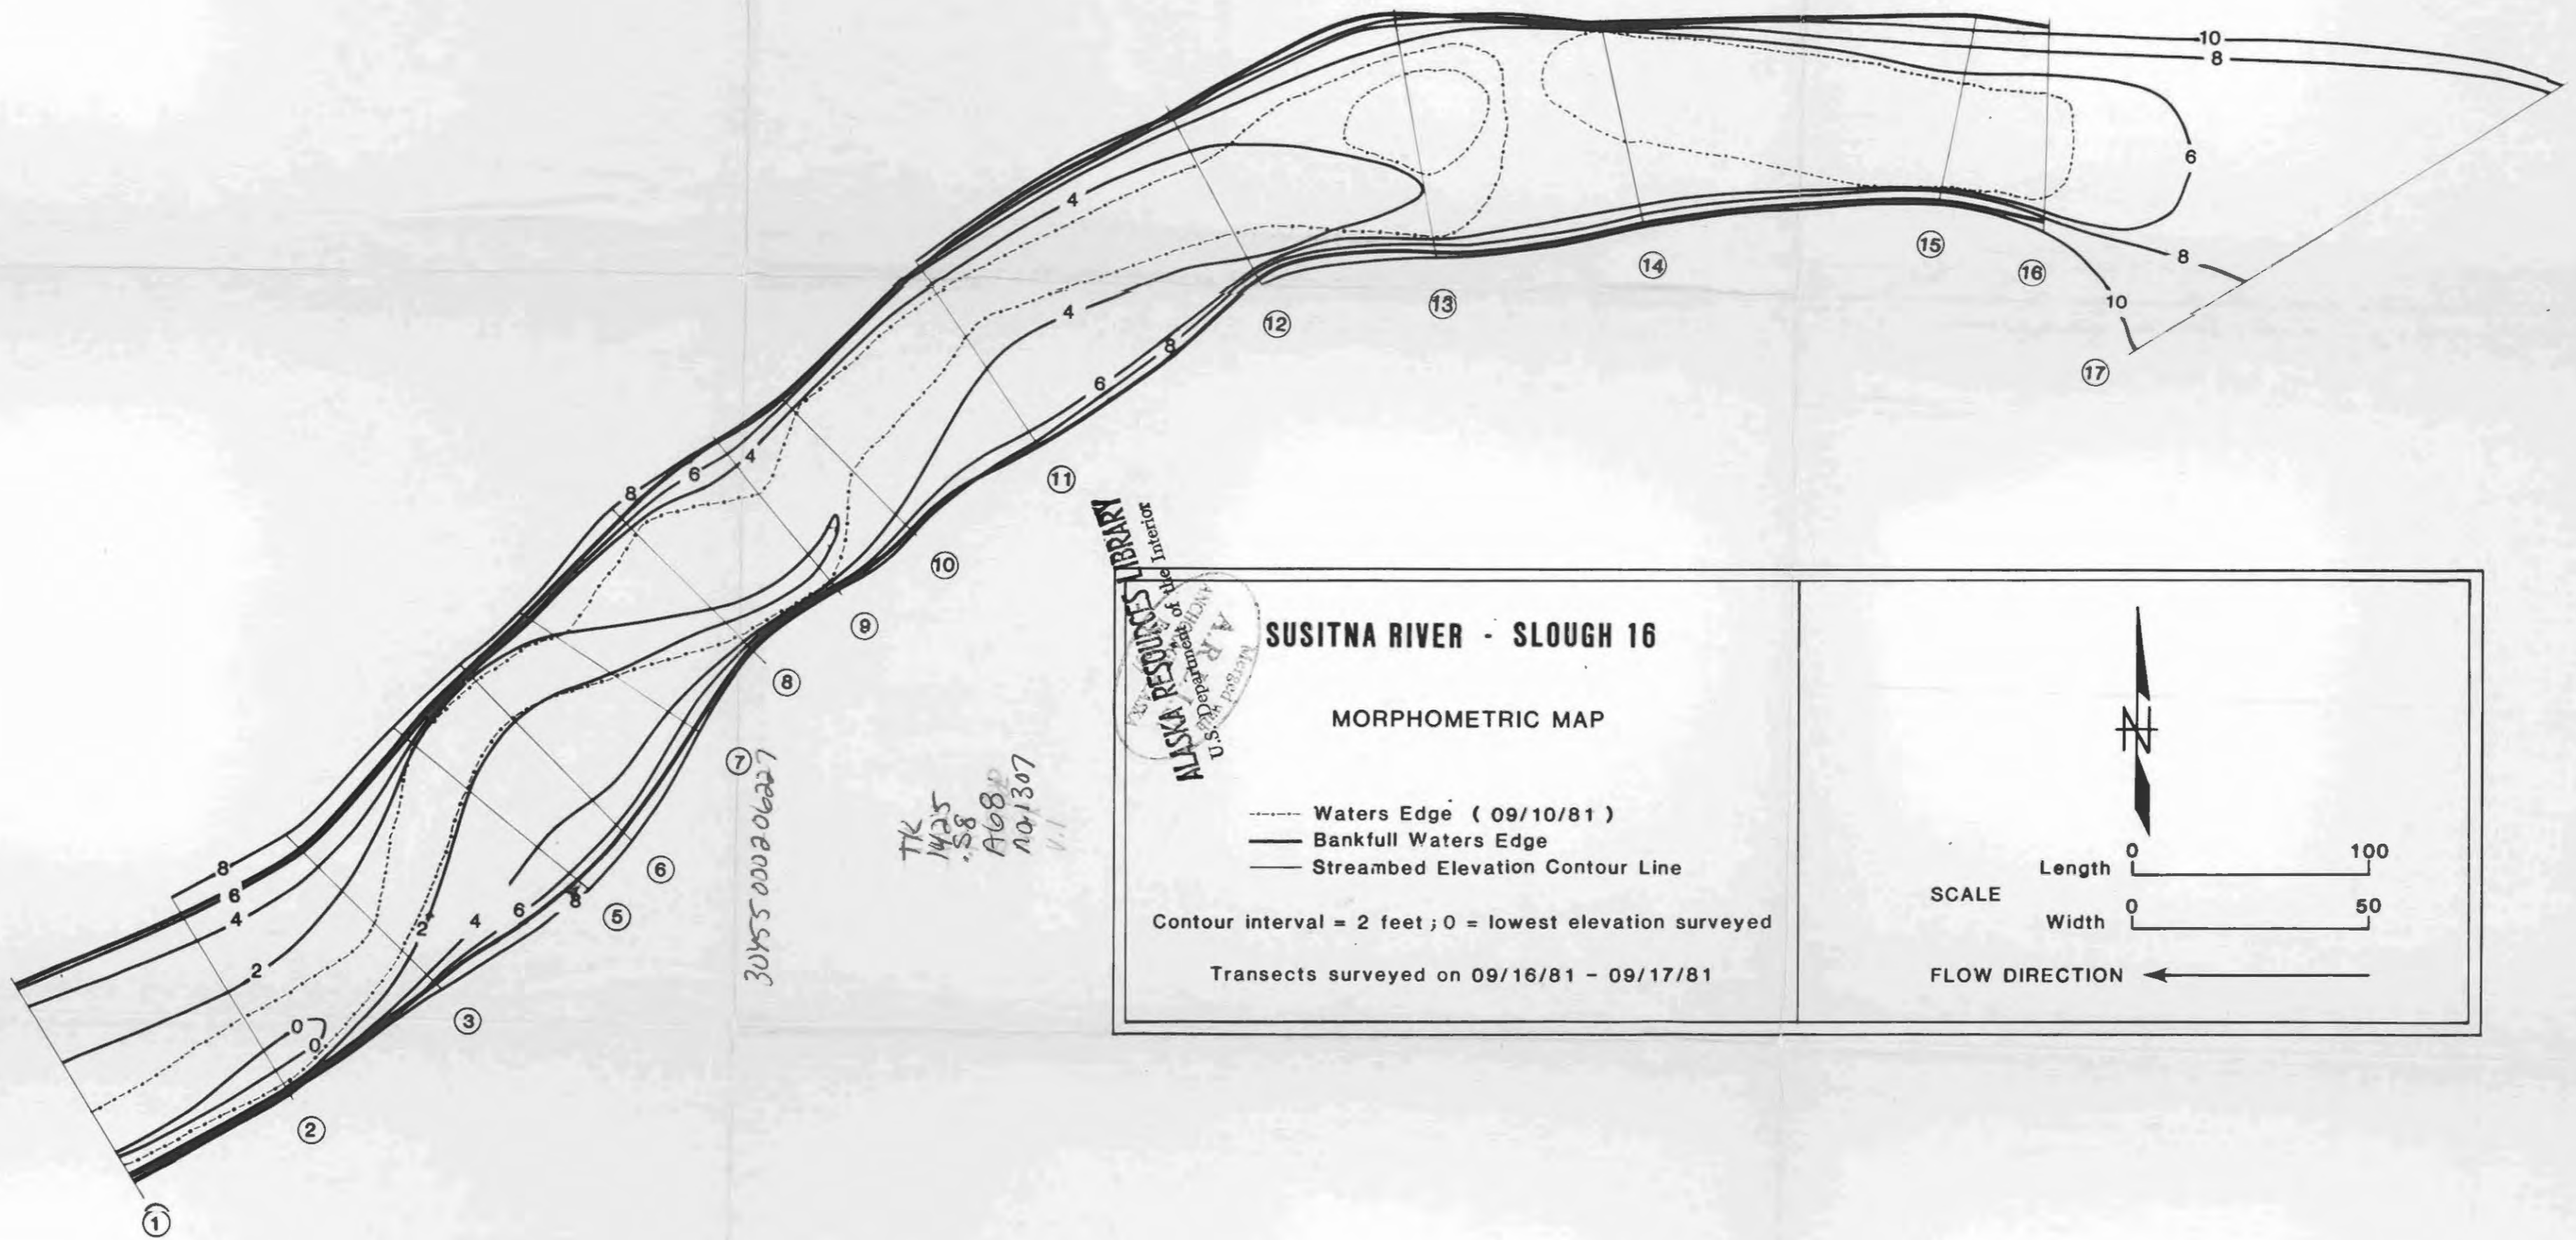 10
8
6
8
10
4
4
8
6
6
4
8
8
6
4
2
0
0
2
4
6
8
1
2
3
5
6
7
8
9
10
11
12
13
14
15
16
17
ALASKA RESOURCES LIBRARY
U.S. Department of the Interior
TK
1425
.S8
A68
no.1307
V.1
SUSITNA RIVER - SLOUGH 16
MORPHOMETRIC MAP
Waters Edge ( 09/10/81 )
Bankfull Waters Edge
Streambed Elevation Contour Line
Contour interval = 2 feet ; 0 = lowest elevation surveyed
Transects surveyed on 09/16/81 - 09/17/81
N
SCALE
Length 0 100
Width 0 50
FLOW DIRECTION